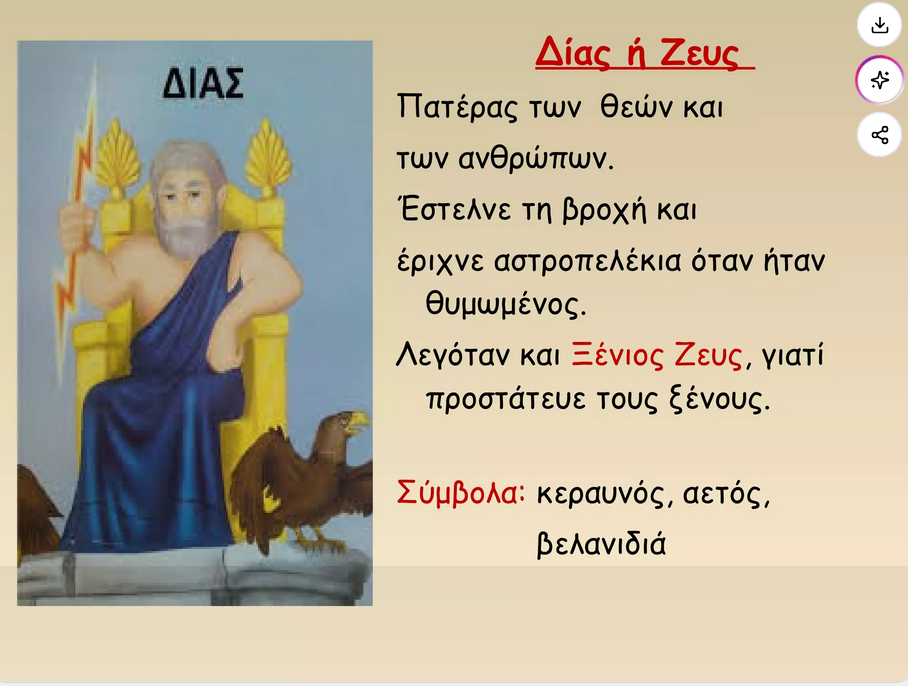 ΔΙΑΣ
Δίας ή Ζευς
Πατέρας των θεών και
των ανθρώπων.
Έστελνε τη βροχή και
έριχνε αστροπελέκια όταν ήταν
θυμωμένος.
Λεγόταν και Ξένιος Ζευς, γιατί
προστάτευε τους ξένους.
Σύμβολα: κεραυνός, αετός,
βελανιδιά